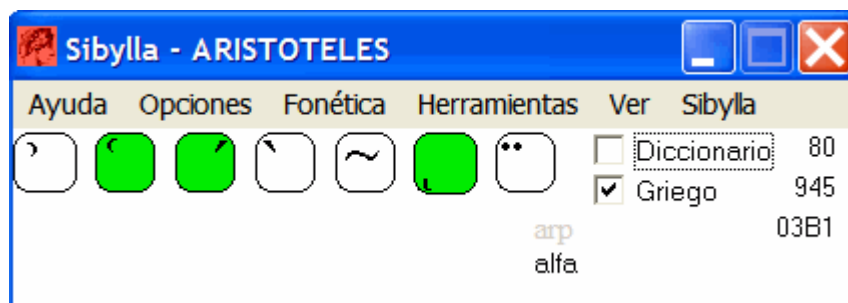 Sibylla - ARISTOTELES
Ayuda Opciones Fonética Herramientas Ver Sibylla
Diccionario 80
Griego 945
arp 03B1
alfa